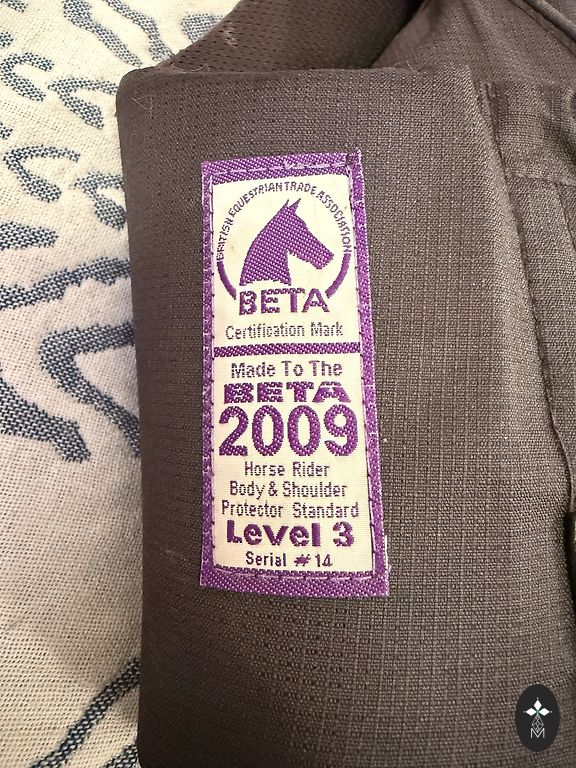 BRITISH EQUESTRIAN TRADE ASSOCIATION
BETA
Certification Mark
Made To The
BETA
2009
Horse Rider
Body & Shoulder
Protector Standard
Level 3
Serial # 14
M